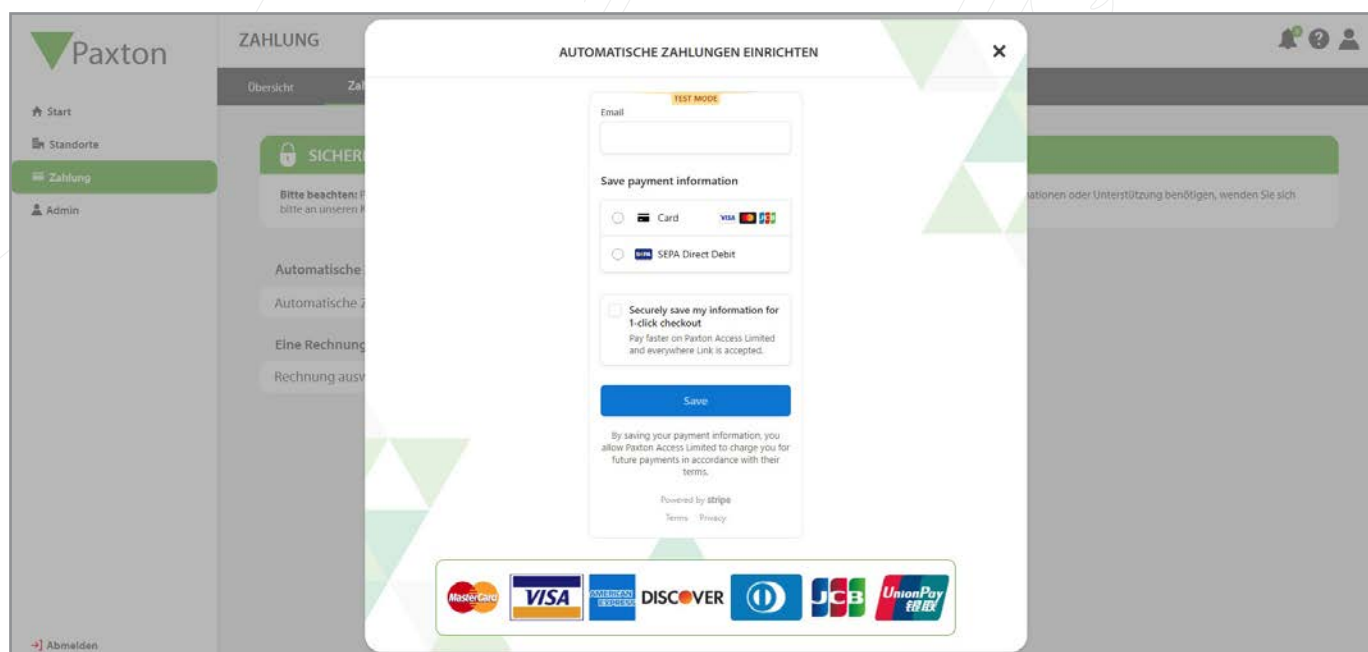 Paxton
ZAHLUNG
AUTOMATISCHE ZAHLUNGEN EINRICHTEN
Übersicht
Start
Standorte
Zahlung
Admin
Bitte beachten:
ationen oder Unterstützung benötigen, wenden Sie sich
bitte an unseren
Automatische
Automatische
Eine Rechnung
Rechnung
TEST MODE
Email
Save payment information
Card VISA
SEPA SEPA Direct Debit
Securely save my information for
1-click checkout
Pay faster on Paxton Access Limited
and everywhere Link is accepted.
Save
By saving your payment information, you
allow Paxton Access Limited to charge you for
future payments in accordance with their
terms.
Powered by stripe
Terms Privacy
MasterCard VISA AMERICAN EXPRESS DISCOVER JCB UnionPay
银联
Abmelden